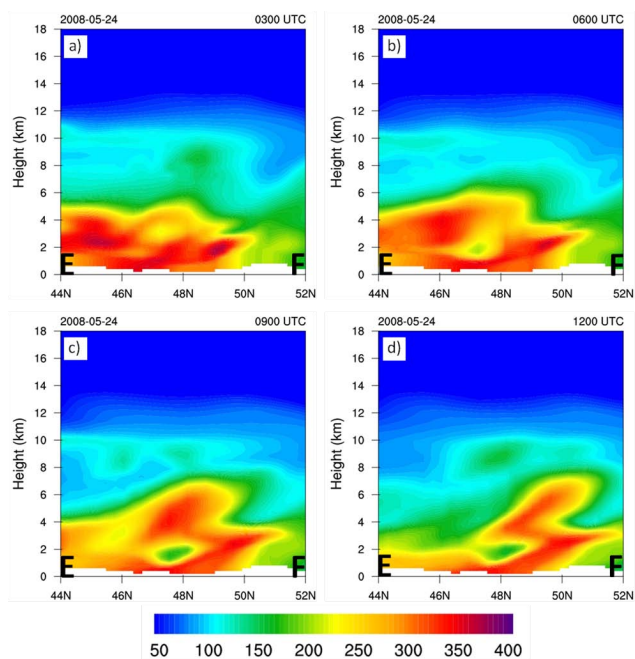 2008-05-24 0300 UTC
a)
18
16
14
12
10
8
6
4
2
0
Height (km)
E F
44N 46N 48N 50N 52N
2008-05-24 0600 UTC
b)
18
16
14
12
10
8
6
4
2
0
Height (km)
E F
44N 46N 48N 50N 52N
2008-05-24 0900 UTC
c)
18
16
14
12
10
8
6
4
2
0
Height (km)
E F
44N 46N 48N 50N 52N
2008-05-24 1200 UTC
d)
18
16
14
12
10
8
6
4
2
0
Height (km)
E F
44N 46N 48N 50N 52N
50 100 150 200 250 300 350 400